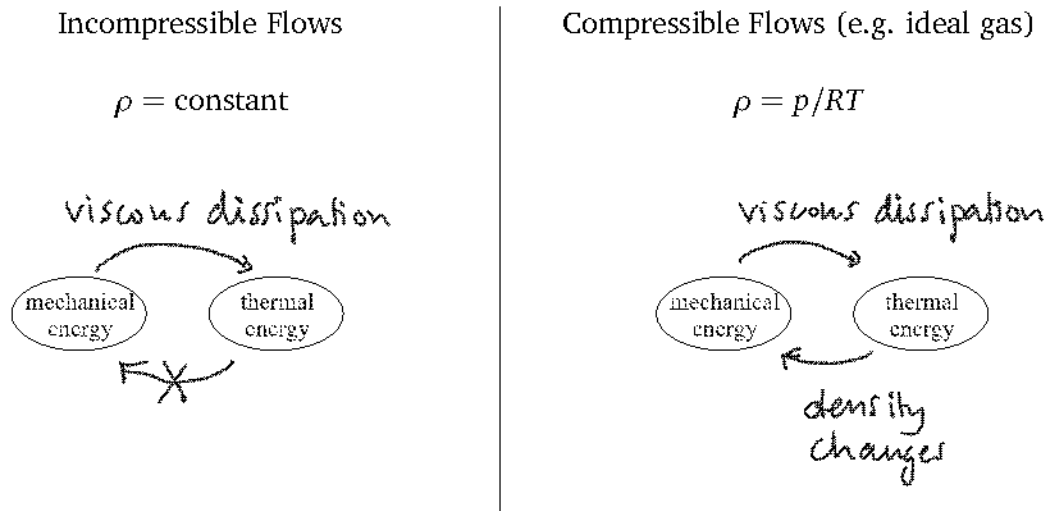 Incompressible Flows
ρ = constant
viscous dissipation
mechanical
energy
thermal
energy
Compressible Flows (e.g. ideal gas)
ρ = p/RT
viscous dissipation
mechanical
energy
thermal
energy
density
changes